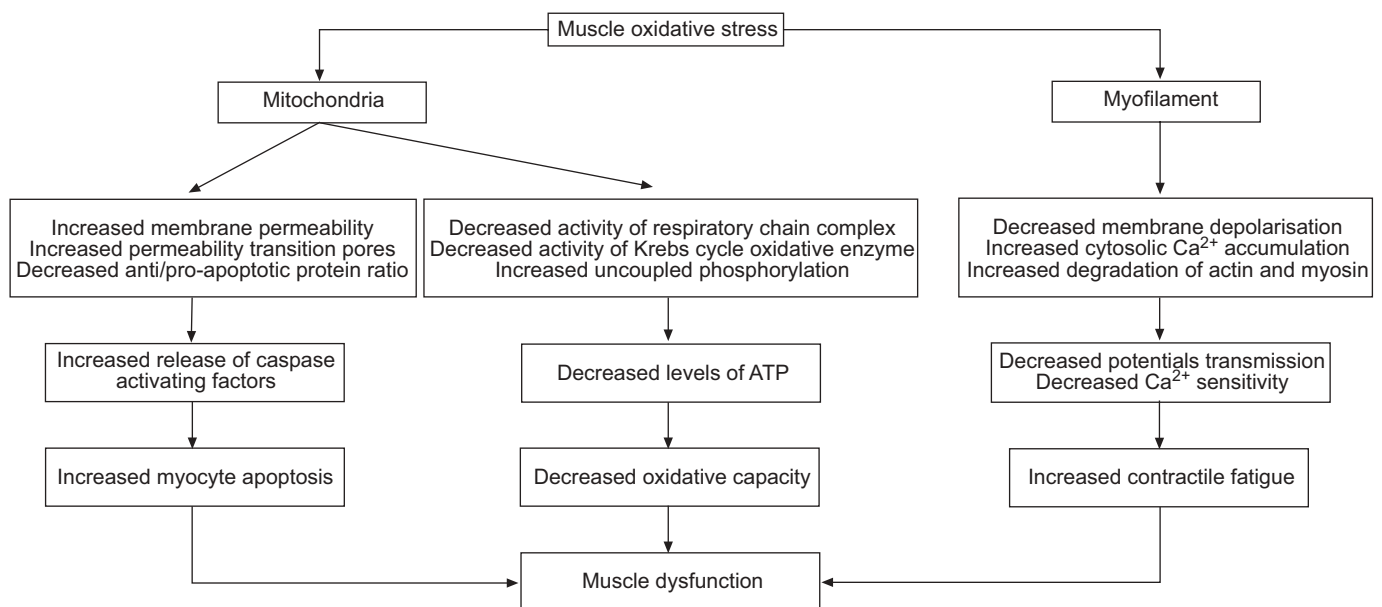 Muscle oxidative stress
Mitochondria
Myofilament
Increased membrane permeability
Increased permeability transition pores
Decreased anti/pro-apoptotic protein ratio
Decreased activity of respiratory chain complex
Decreased activity of Krebs cycle oxidative enzyme
Increased uncoupled phosphorylation
Decreased membrane depolarisation
Increased cytosolic Ca²⁺ accumulation
Increased degradation of actin and myosin
Increased release of caspase
activating factors
Decreased levels of ATP
Decreased potentials transmission
Decreased Ca²⁺ sensitivity
Increased myocyte apoptosis
Decreased oxidative capacity
Increased contractile fatigue
Muscle dysfunction